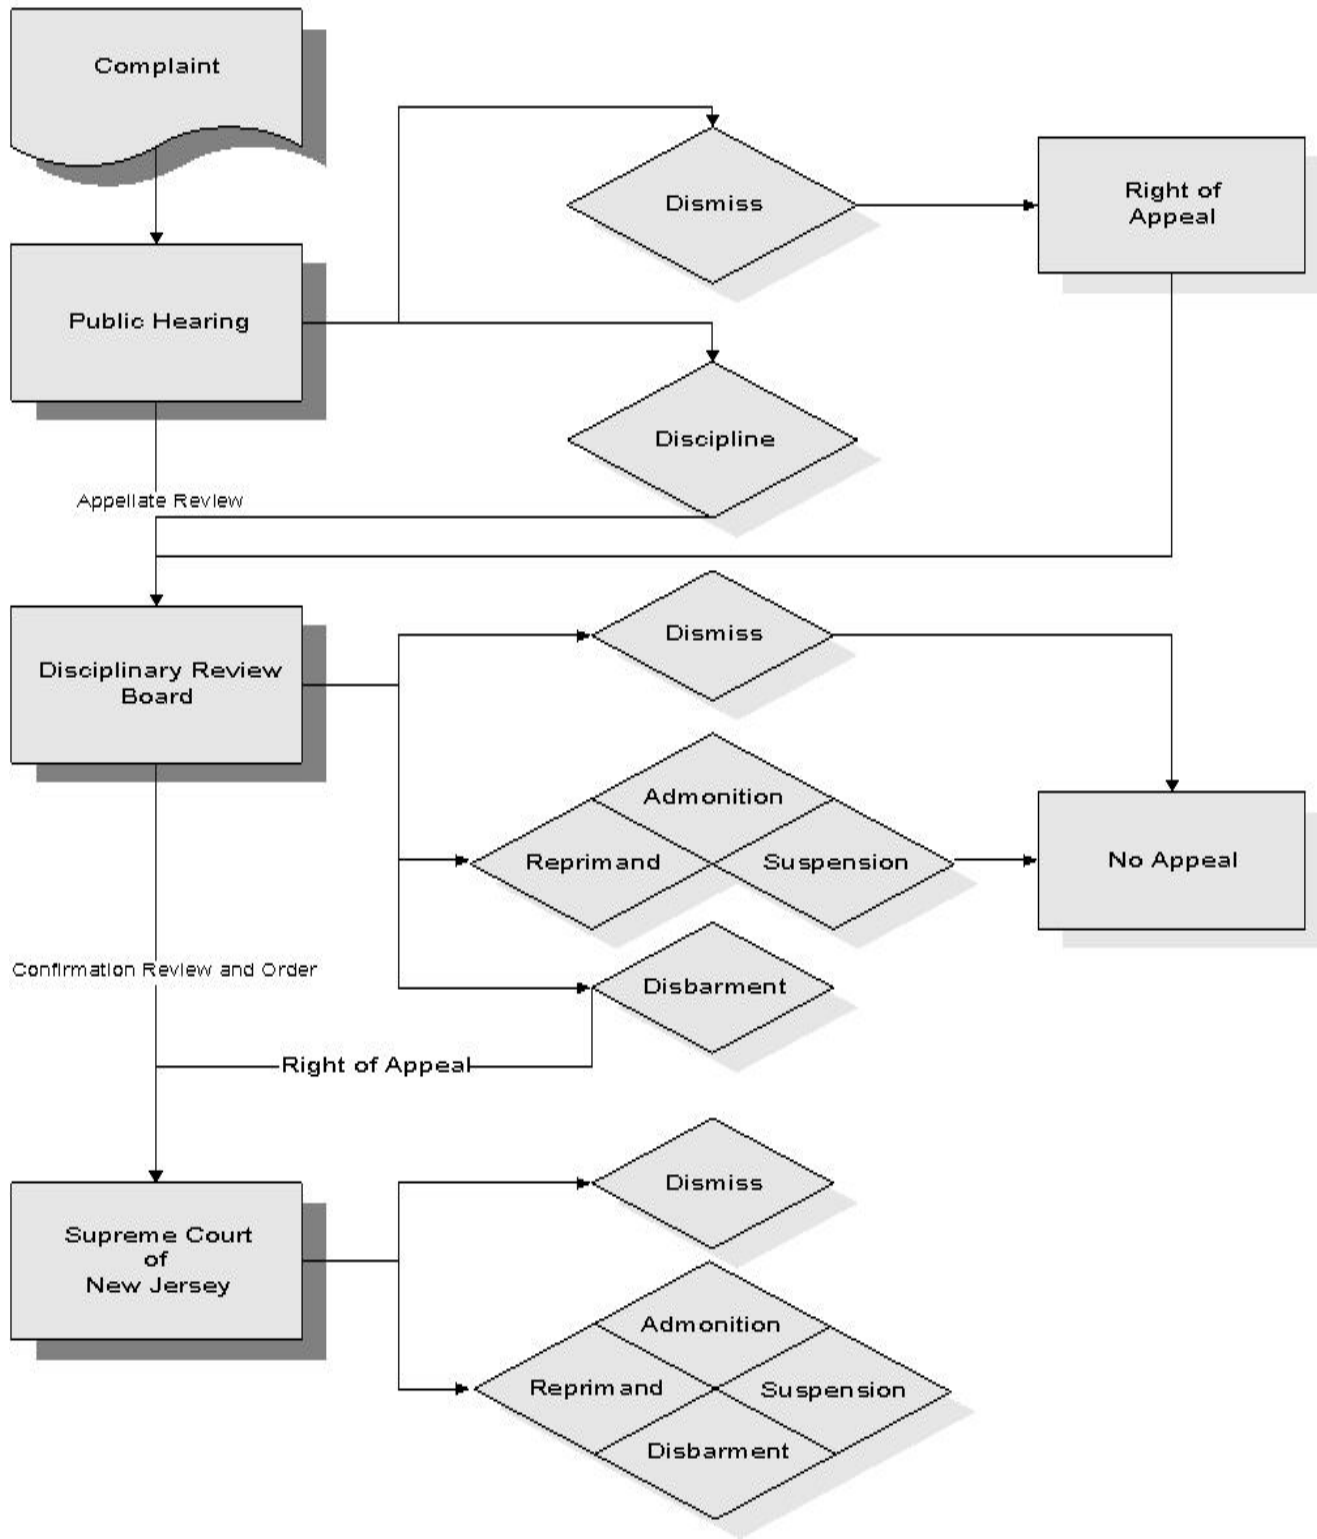 Complaint
Dismiss
Right of
Appeal
Public Hearing
Discipline
Appellate Review
Dismiss
Disciplinary Review
Board
Admonition
Reprimand
Suspension
No Appeal
Confirmation Review and Order
Disbarment
Right of Appeal
Dismiss
Supreme Court
of
New Jersey
Admonition
Reprimand
Suspension
Disbarment